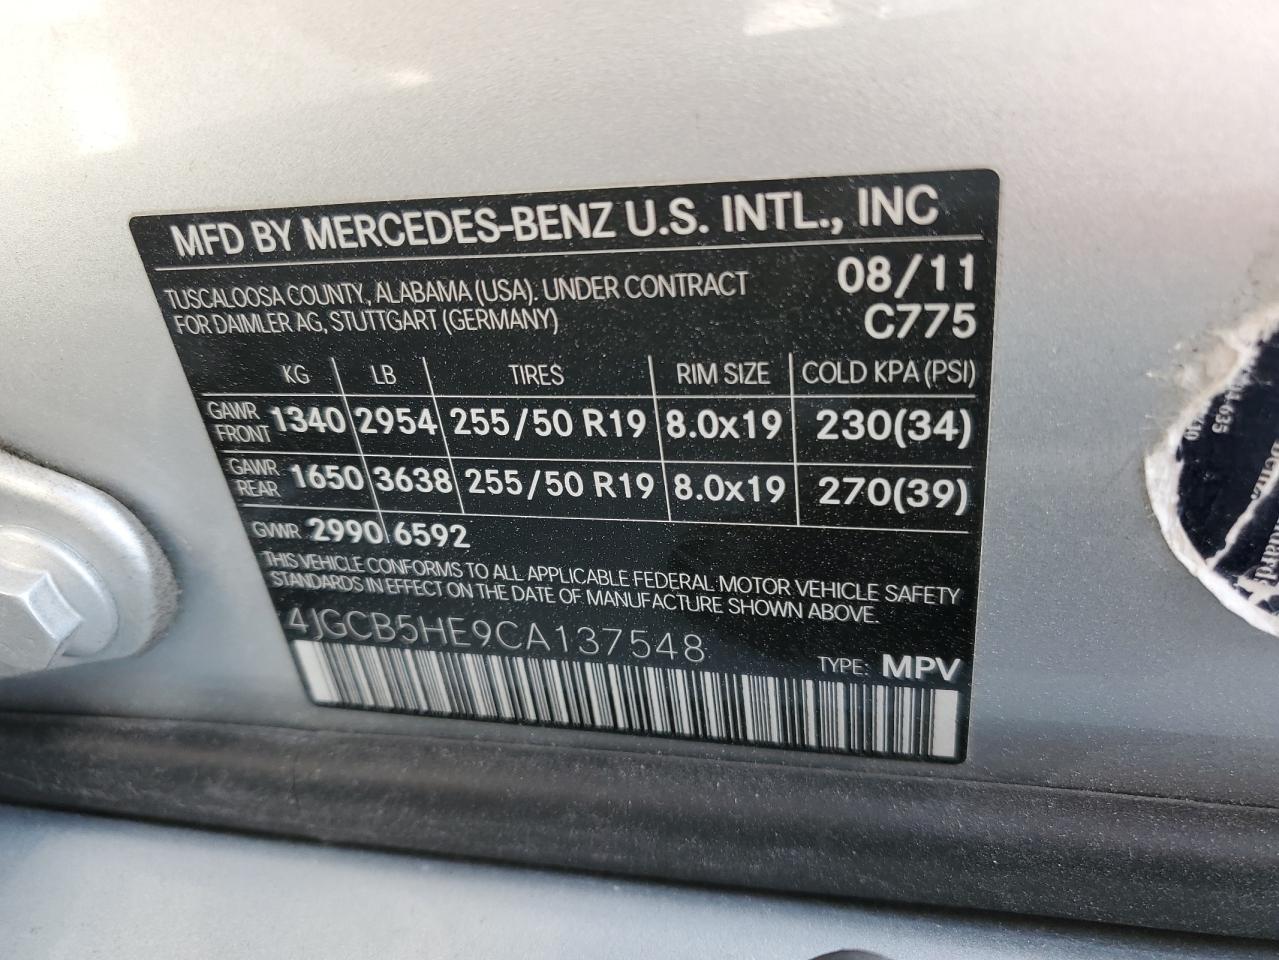 MFD BY MERCEDES-BENZ U.S. INTL., INC
TUSCALOOSA COUNTY, ALABAMA (USA). UNDER CONTRACT
FOR DAIMLER AG, STUTTGART (GERMANY)
08/11
C775
KG LB TIRES RIM SIZE COLD KPA (PSI)
GAWR FRONT 1340 2954 255/50 R19 8.0x19 230(34)
GAWR REAR 1650 3638 255/50 R19 8.0x19 270(39)
GVWR 2990 6592
THIS VEHICLE CONFORMS TO ALL APPLICABLE FEDERAL MOTOR VEHICLE SAFETY
STANDARDS IN EFFECT ON THE DATE OF MANUFACTURE SHOWN ABOVE.
4JGCB5HE9CA137548
TYPE: MPV